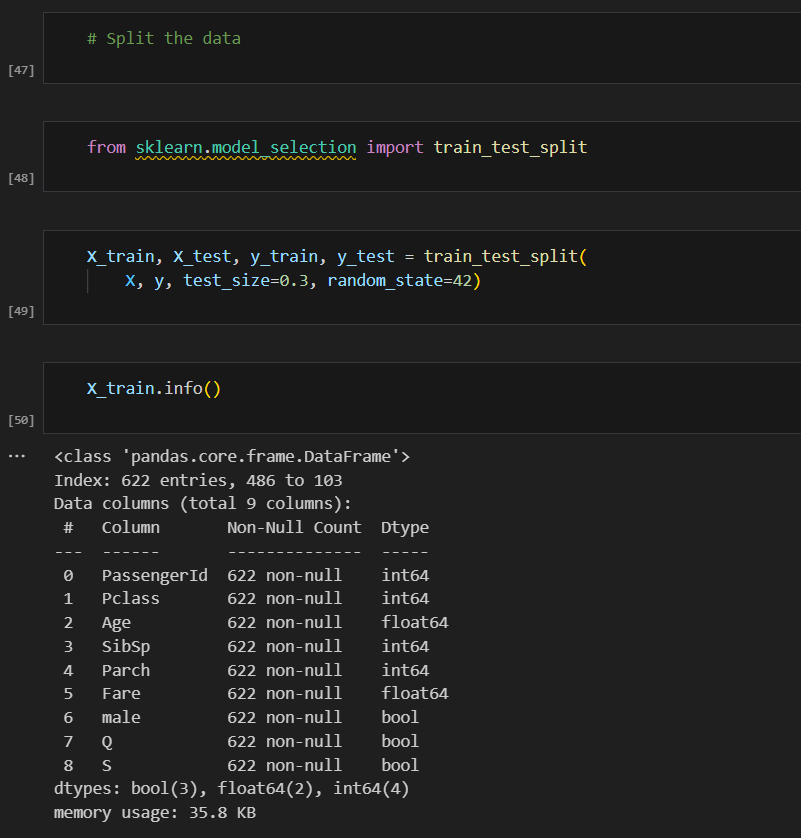 # Split the data
[47]
from sklearn.model_selection import train_test_split
[48]
X_train, X_test, y_train, y_test = train_test_split(
    X, y, test_size=0.3, random_state=42)
[49]
X_train.info()
[50]
... <class 'pandas.core.frame.DataFrame'>
Index: 622 entries, 486 to 103
Data columns (total 9 columns):
 #   Column       Non-Null Count  Dtype
---  ------       --------------  -----
 0   PassengerId  622 non-null    int64
 1   Pclass       622 non-null    int64
 2   Age          622 non-null    float64
 3   SibSp        622 non-null    int64
 4   Parch        622 non-null    int64
 5   Fare         622 non-null    float64
 6   male         622 non-null    bool
 7   Q            622 non-null    bool
 8   S            622 non-null    bool
dtypes: bool(3), float64(2), int64(4)
memory usage: 35.8 KB